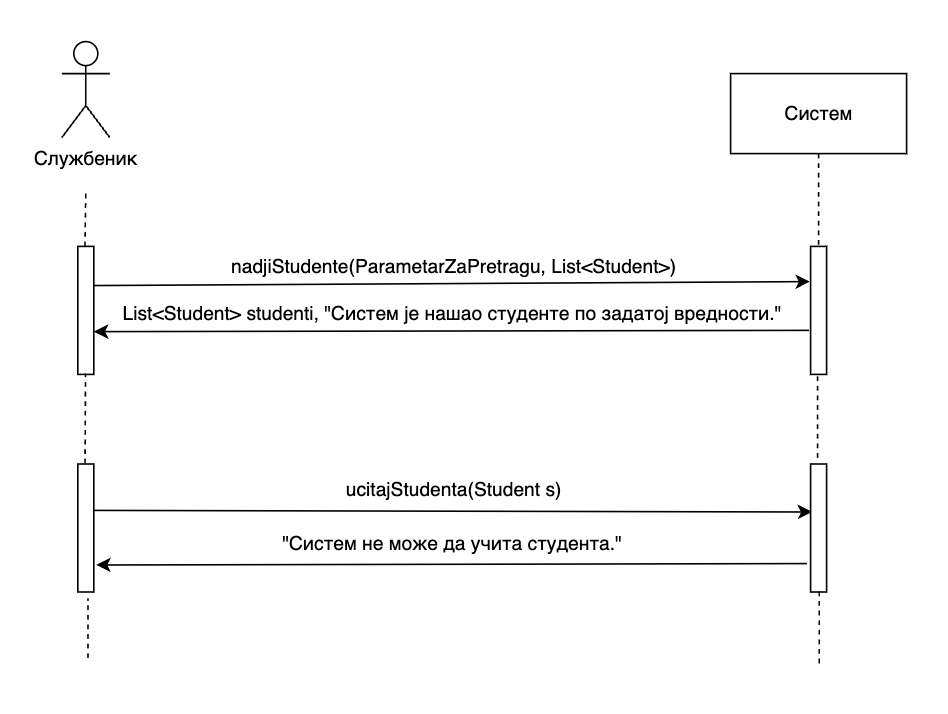 Службеник
Систем
nadjiStudente(ParametarZaPretragu, List<Student>)
List<Student> studenti, "Систем је нашао студенте по задатој вредности."
ucitajStudenta(Student s)
"Систем не може да учита студента."